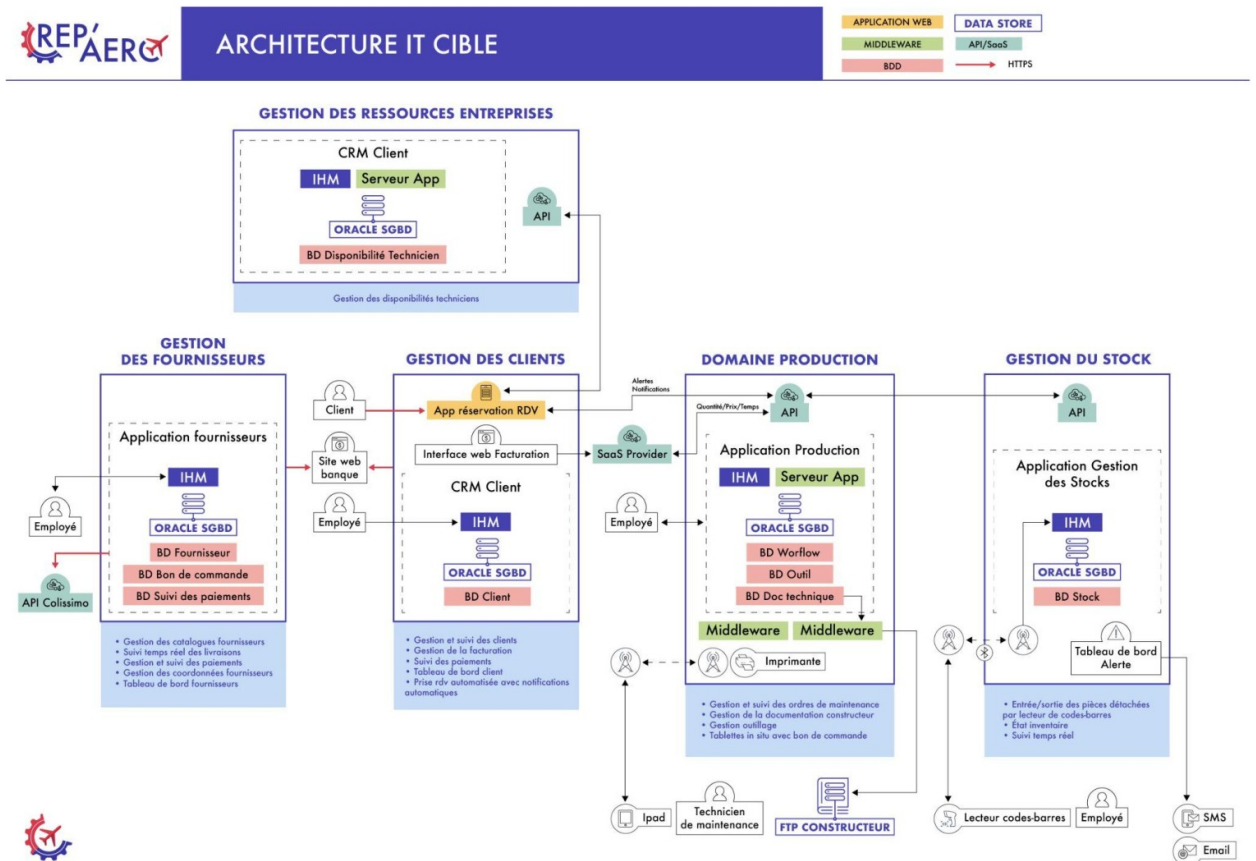 REP'AERO
ARCHITECTURE IT CIBLE
APPLICATION WEB
DATA STORE
MIDDLEWARE
API/SaaS
BDD
HTTPS
GESTION DES RESSOURCES ENTREPRISES
CRM Client
IHM
Serveur App
API
ORACLE SGBD
BD Disponibilité Technicien
Gestion des disponibilités techniciens
GESTION
DES FOURNISSEURS
Application fournisseurs
IHM
Employé
ORACLE SGBD
BD Fournisseur
BD Bon de commande
BD Suivi des paiements
API Colissimo
• Gestion des catalogues fournisseurs
• Suivi temps réel des livraisons
• Gestion et suivi des paiements
• Gestion des coordonnées fournisseurs
• Tableau de bord fournisseurs
GESTION DES CLIENTS
Client
App réservation RDV
Site web
banque
Interface web Facturation
SaaS Provider
CRM Client
Employé
IHM
ORACLE SGBD
BD Client
• Gestion et suivi des clients
• Gestion de la facturation
• Suivi des paiements
• Tableau de bord client
• Prise rdv automatisée avec notifications
automatiques
DOMAINE PRODUCTION
Alertes
Notifications
Quantité/Prix/Temps
API
Application Production
IHM
Serveur App
Employé
ORACLE SGBD
BD Worflow
BD Outil
BD Doc technique
Middleware
Middleware
Imprimante
• Gestion et suivi des ordres de maintenance
• Gestion de la documentation constructeur
• Gestion outillage
• Tablettes in situ avec bon de commande
Ipad
Technicien
de maintenance
FTP CONSTRUCTEUR
GESTION DU STOCK
API
Application Gestion
des Stocks
IHM
ORACLE SGBD
BD Stock
Tableau de bord
Alerte
• Entrée/sortie des pièces détachées
par lecteur de codes-barres
• État inventaire
• Suivi temps réel
Lecteur codes-barres
Employé
SMS
Email